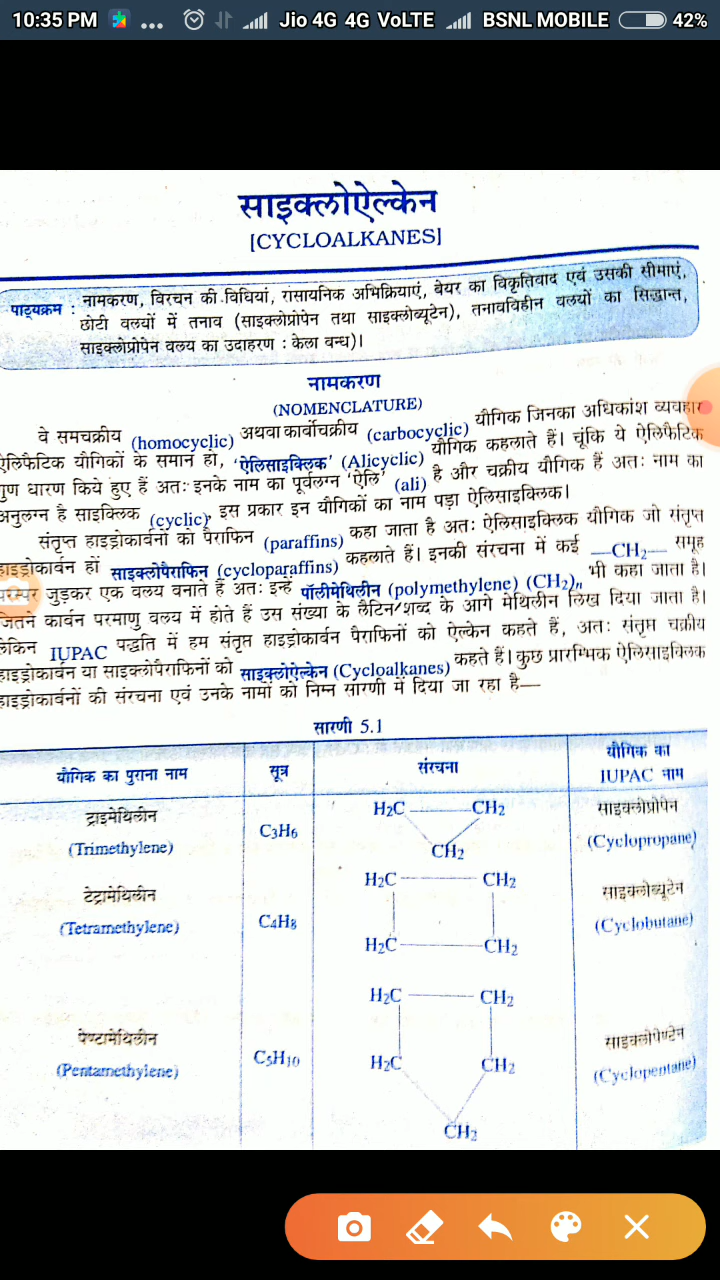 10:35 PM ... Jio 4G 4G VoLTE BSNL MOBILE 42%
साइक्लोऐल्केन
[CYCLOALKANES]
पाठ्यक्रम : नामकरण, विरचन की विधियां, रासायनिक अभिक्रियाएं, बेयर का विकृतिवाद एवं उसकी सीमाएं,
छोटी वलयों में तनाव (साइक्लोप्रोपेन तथा साइक्लोब्यूटेन), तनावविहीन वलयों का सिद्धान्त,
साइक्लोप्रोपेन वलय का उदाहरण : केला बन्ध)।
नामकरण
(NOMENCLATURE)
वे समचक्रीय (homocyclic) अथवा कार्बोचक्रीय (carbocyclic) यौगिक जिनका अधिकांश व्यवहार
ऐलिफैटिक यौगिकों के समान हो, 'ऐलिसाइक्लिक' (Alicyclic) यौगिक कहलाते हैं। चूंकि ये ऐलिफैटिक
गुण धारण किये हुए हैं अतः इनके नाम का पूर्वलग्न 'ऐलि' (ali) है और चक्रीय यौगिक हैं अतः नाम का
अनुलग्न है साइक्लिक (cyclic), इस प्रकार इन यौगिकों का नाम पड़ा ऐलिसाइक्लिक।
संतृप्त हाइड्रोकार्बनों को पैराफिन (paraffins) कहा जाता है अतः ऐलिसाइक्लिक यौगिक जो संतृप्त
हाइड्रोकार्बन हों साइक्लोपैराफिन (cycloparaffins) कहलाते हैं। इनकी संरचना में कई —CH2— समूह
परस्पर जुड़कर एक वलय बनाते हैं अतः इन्हें पॉलीमेथिलीन (polymethylene) (CH2)n भी कहा जाता है।
जितने कार्बन परमाणु वलय में होते हैं उस संख्या के लैटिन शब्द के आगे मेथिलीन लिख दिया जाता है।
लेकिन IUPAC पद्धति में हम संतृप्त हाइड्रोकार्बन पैराफिनों को ऐल्केन कहते हैं, अतः संतृप्त चक्रीय
हाइड्रोकार्बन या साइक्लोपैराफिनों को साइक्लोऐल्केन (Cycloalkanes) कहते हैं। कुछ प्रारम्भिक ऐलिसाइक्लिक
हाइड्रोकार्बनों की संरचना एवं उनके नामों को निम्न सारणी में दिया जा रहा है—
सारणी 5.1
यौगिक का पुराना नाम सूत्र संरचना यौगिक का
IUPAC नाम
ट्राइमेथिलीन H2C CH2 साइक्लोप्रोपेन
(Trimethylene) C3H6 CH2 (Cyclopropane)
टेट्रामेथिलीन H2C CH2 साइक्लोब्यूटेन
(Tetramethylene) C4H8 (Cyclobutane)
H2C CH2
H2C CH2
पेण्टामेथिलीन साइक्लोपेण्टेन
(Pentamethylene) C5H10 H2C CH2 (Cyclopentane)
CH2